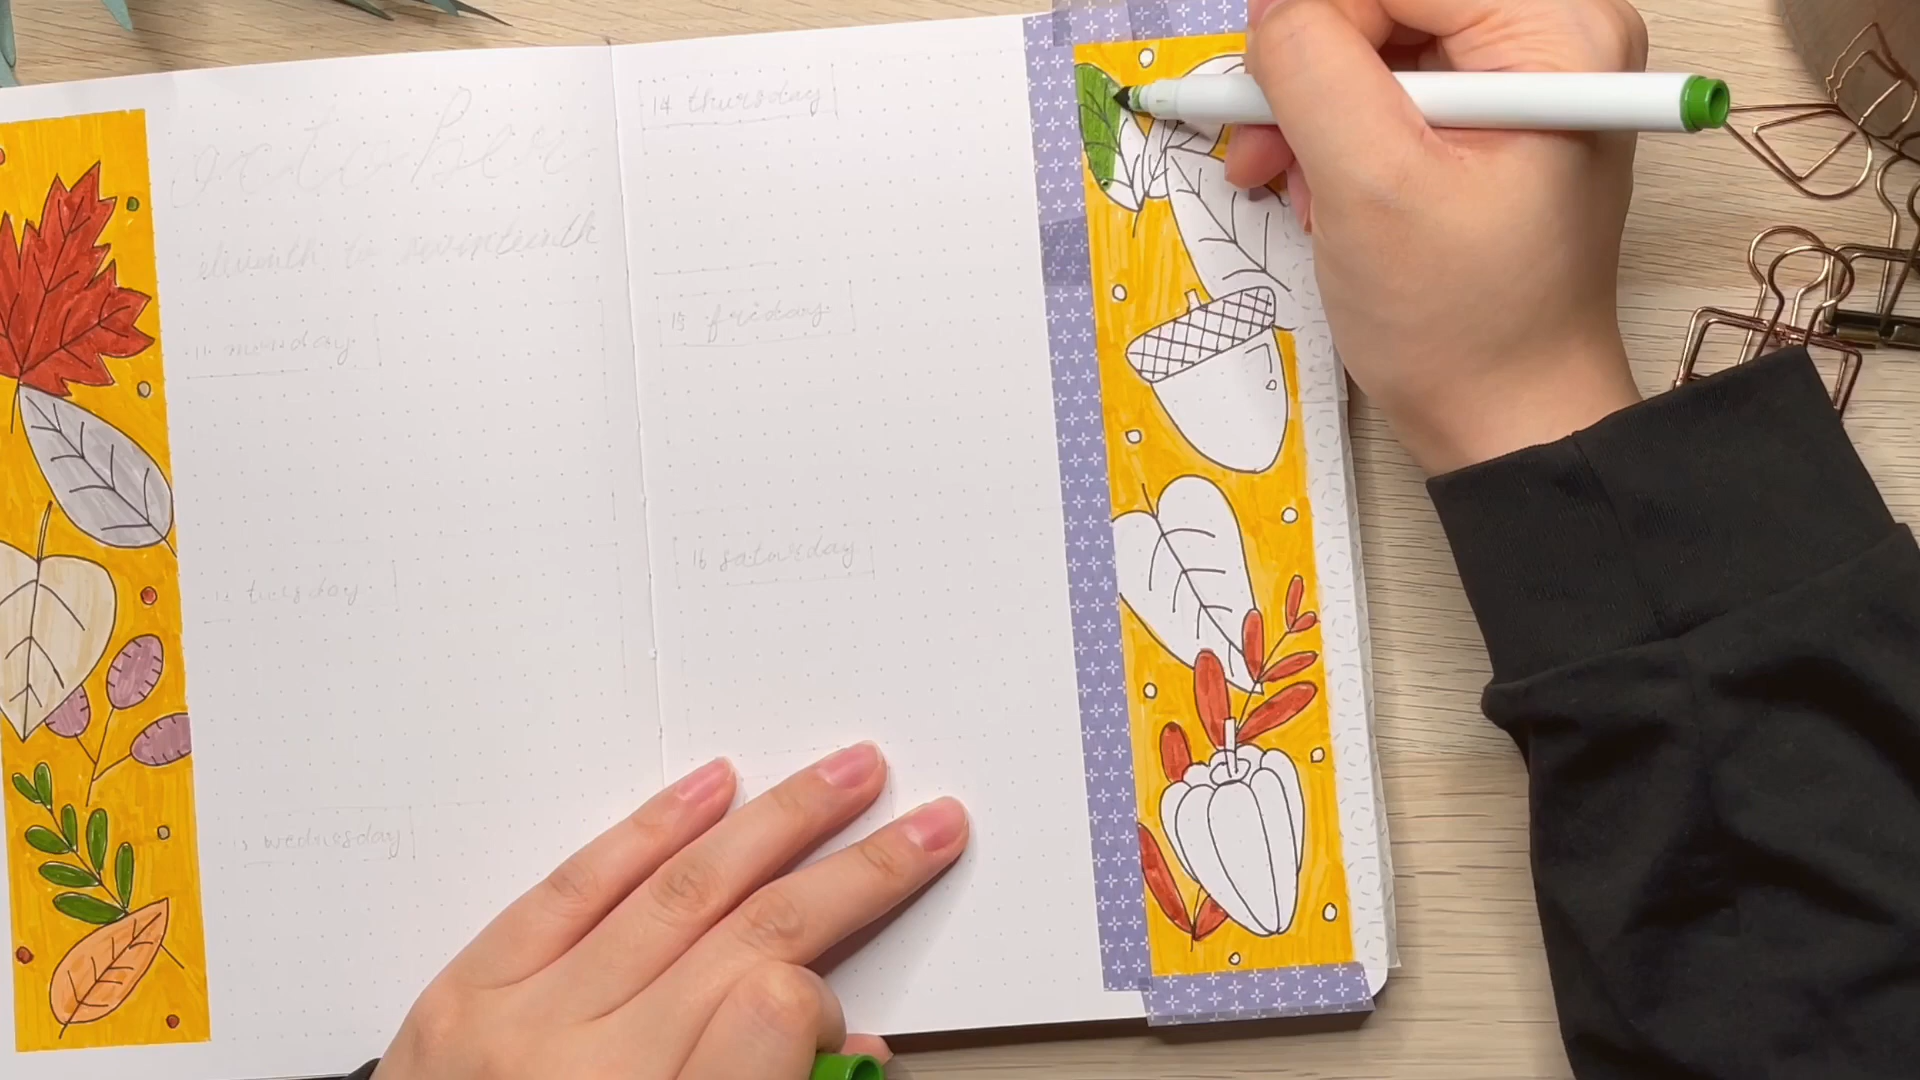 october
eleventh to seventeenth
11 monday
12 tuesday
13 wednesday
14 thursday
15 friday
16 saturday